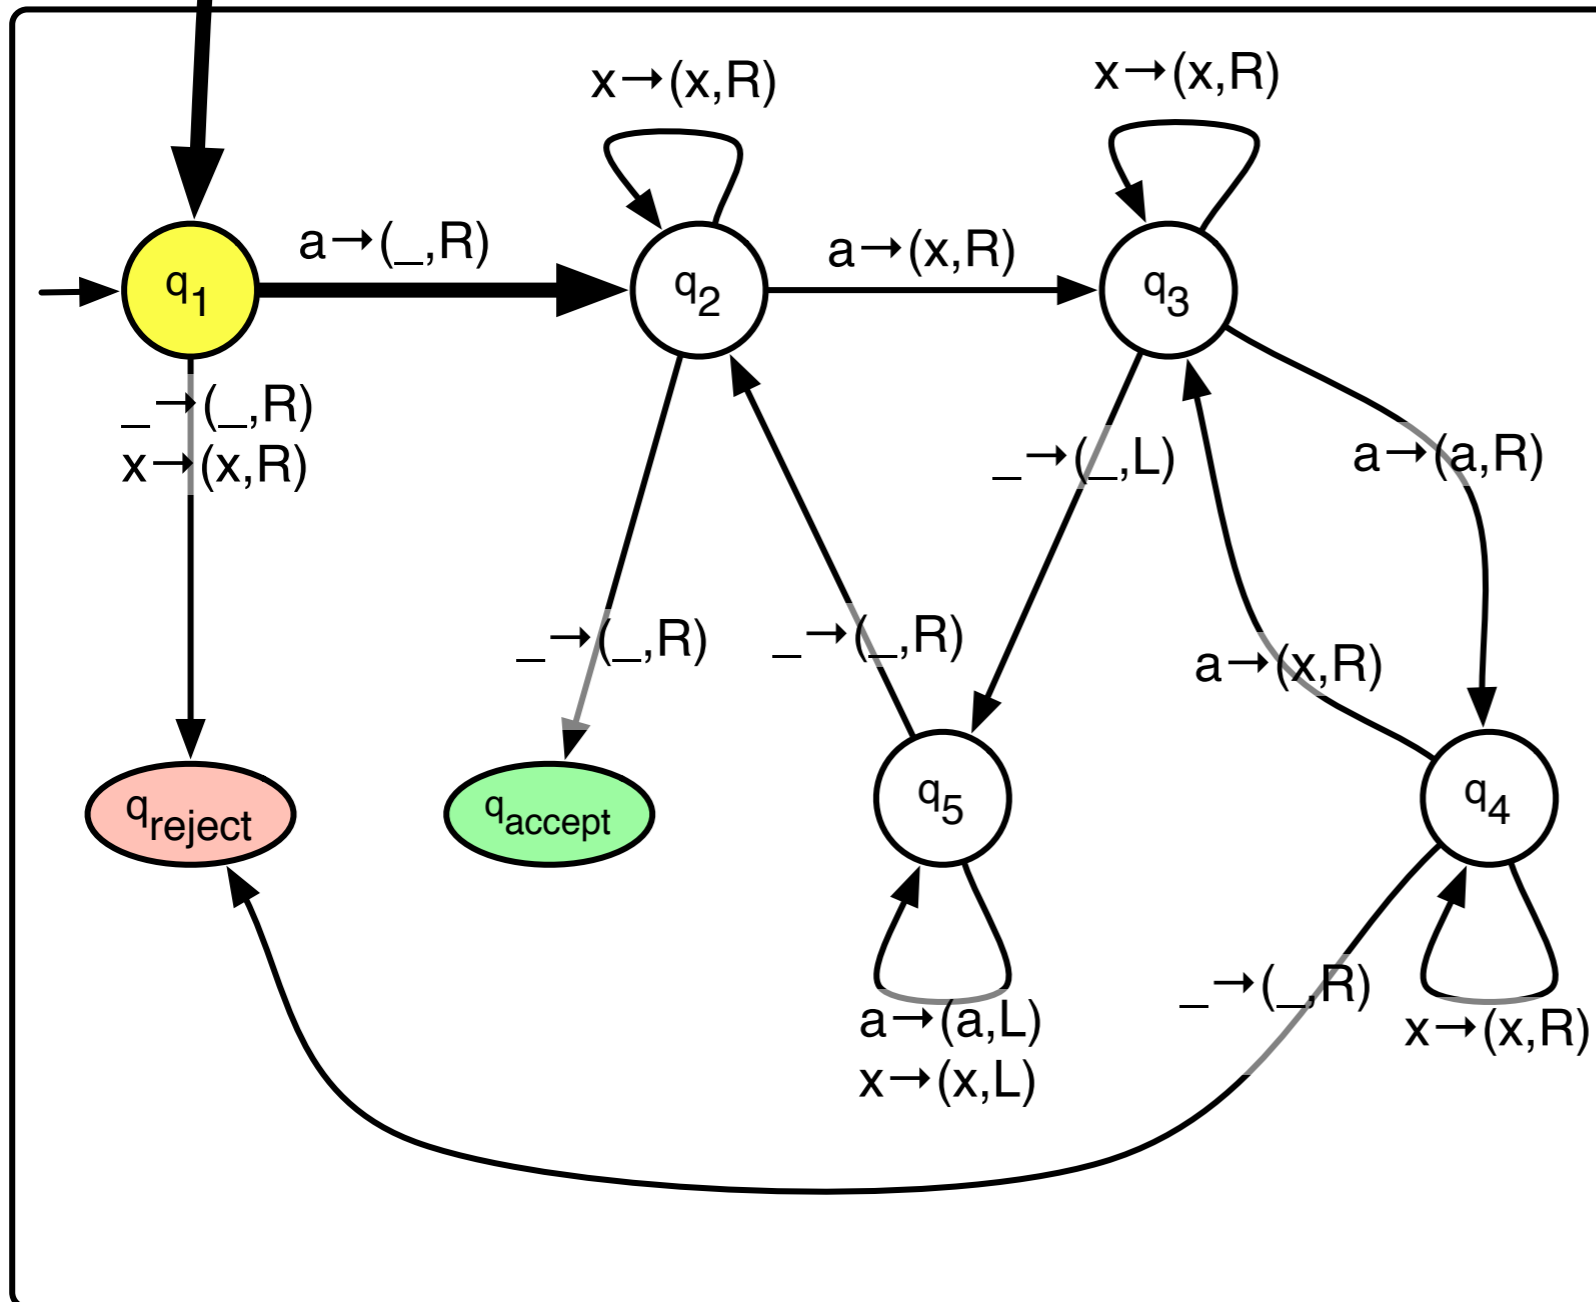 x→(x,R)
x→(x,R)
a→(_,R)
a→(x,R)
q1
q2
q3
_→(_,R)
x→(x,R)
_→(_,L)
a→(a,R)
_→(_,R)
_→(_,R)
a→(x,R)
qreject
qaccept
q5
q4
_→(_,R)
a→(a,L)
x→(x,R)
x→(x,L)